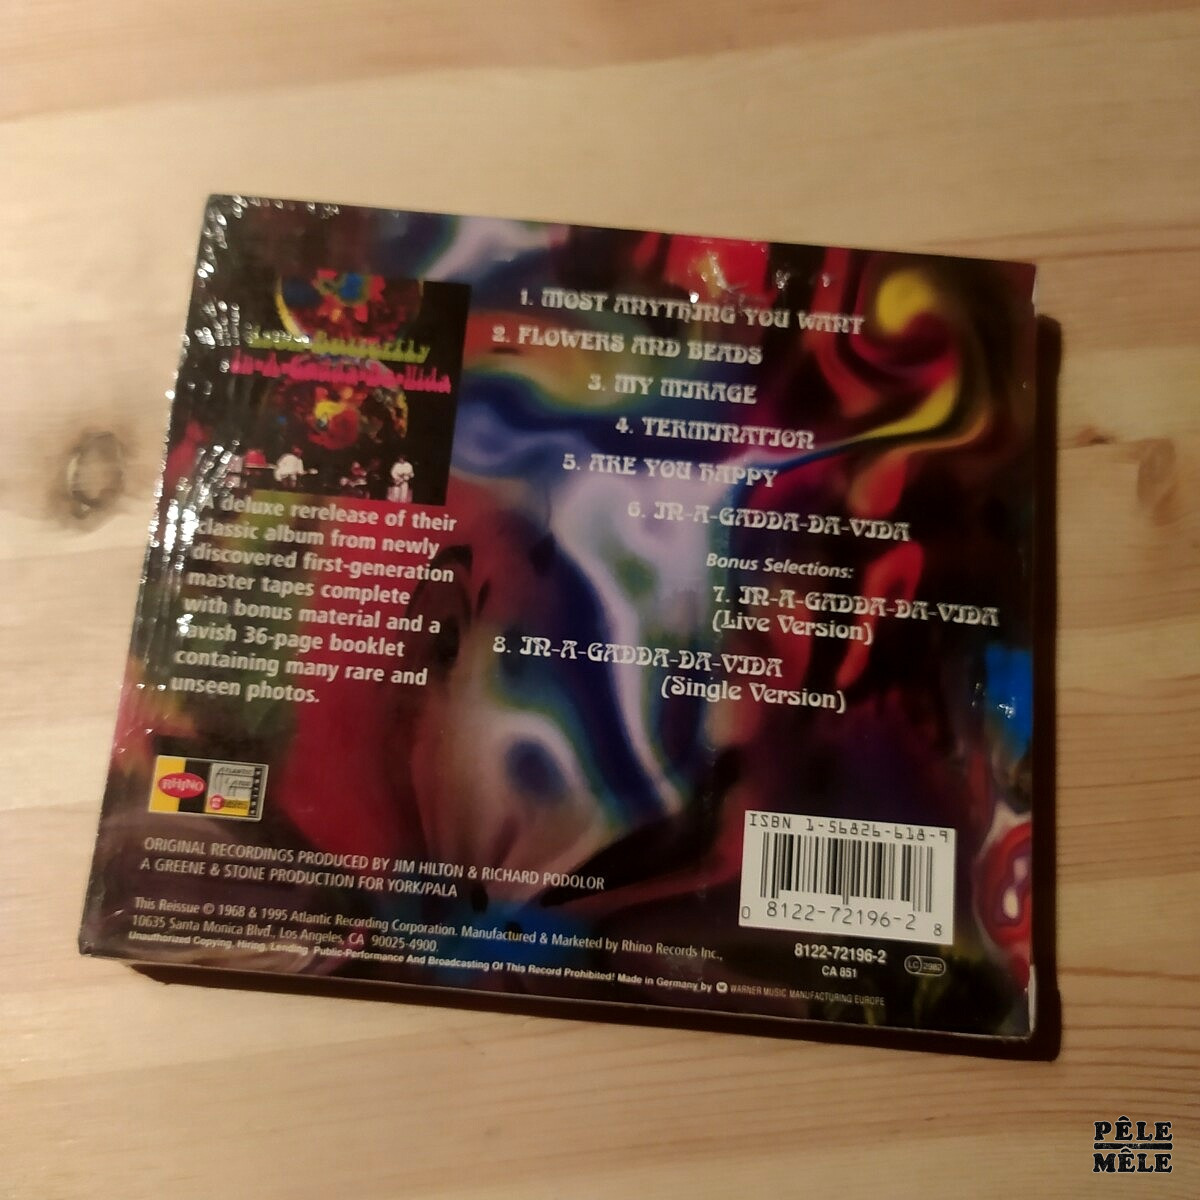 1. MOST ANYTHING YOU WANT
2. FLOWERS AND BEADS
3. MY MIRAGE
4. TERMINATION
5. ARE YOU HAPPY
6. IN-A-GADDA-DA-VIDA
Bonus Selections:
7. IN-A-GADDA-DA-VIDA
(Live Version)
8. IN-A-GADDA-DA-VIDA
(Single Version)
Iron Butterfly
In-A-Gadda-Da-Vida
A deluxe rerelease of their
classic album from newly
discovered first-generation
master tapes complete
with bonus material and a
lavish 36-page booklet
containing many rare and
unseen photos.
RHINO
ATLANTIC
ORIGINAL RECORDINGS PRODUCED BY JIM HILTON & RICHARD PODOLOR
A GREENE & STONE PRODUCTION FOR YORK/PALA
This Reissue © 1968 & 1995 Atlantic Recording Corporation. Manufactured & Marketed by Rhino Records Inc.,
10635 Santa Monica Blvd., Los Angeles, CA 90025-4900.
Unauthorized Copying, Hiring, Lending, Public-Performance And Broadcasting Of This Record Prohibited! Made in Germany by WARNER MUSIC MANUFACTURING EUROPE
ISBN 1-56826-618-9
0 8122-72196-2 8
8122-72196-2
CA 851
LC 2982
PÊLE
MÊLE